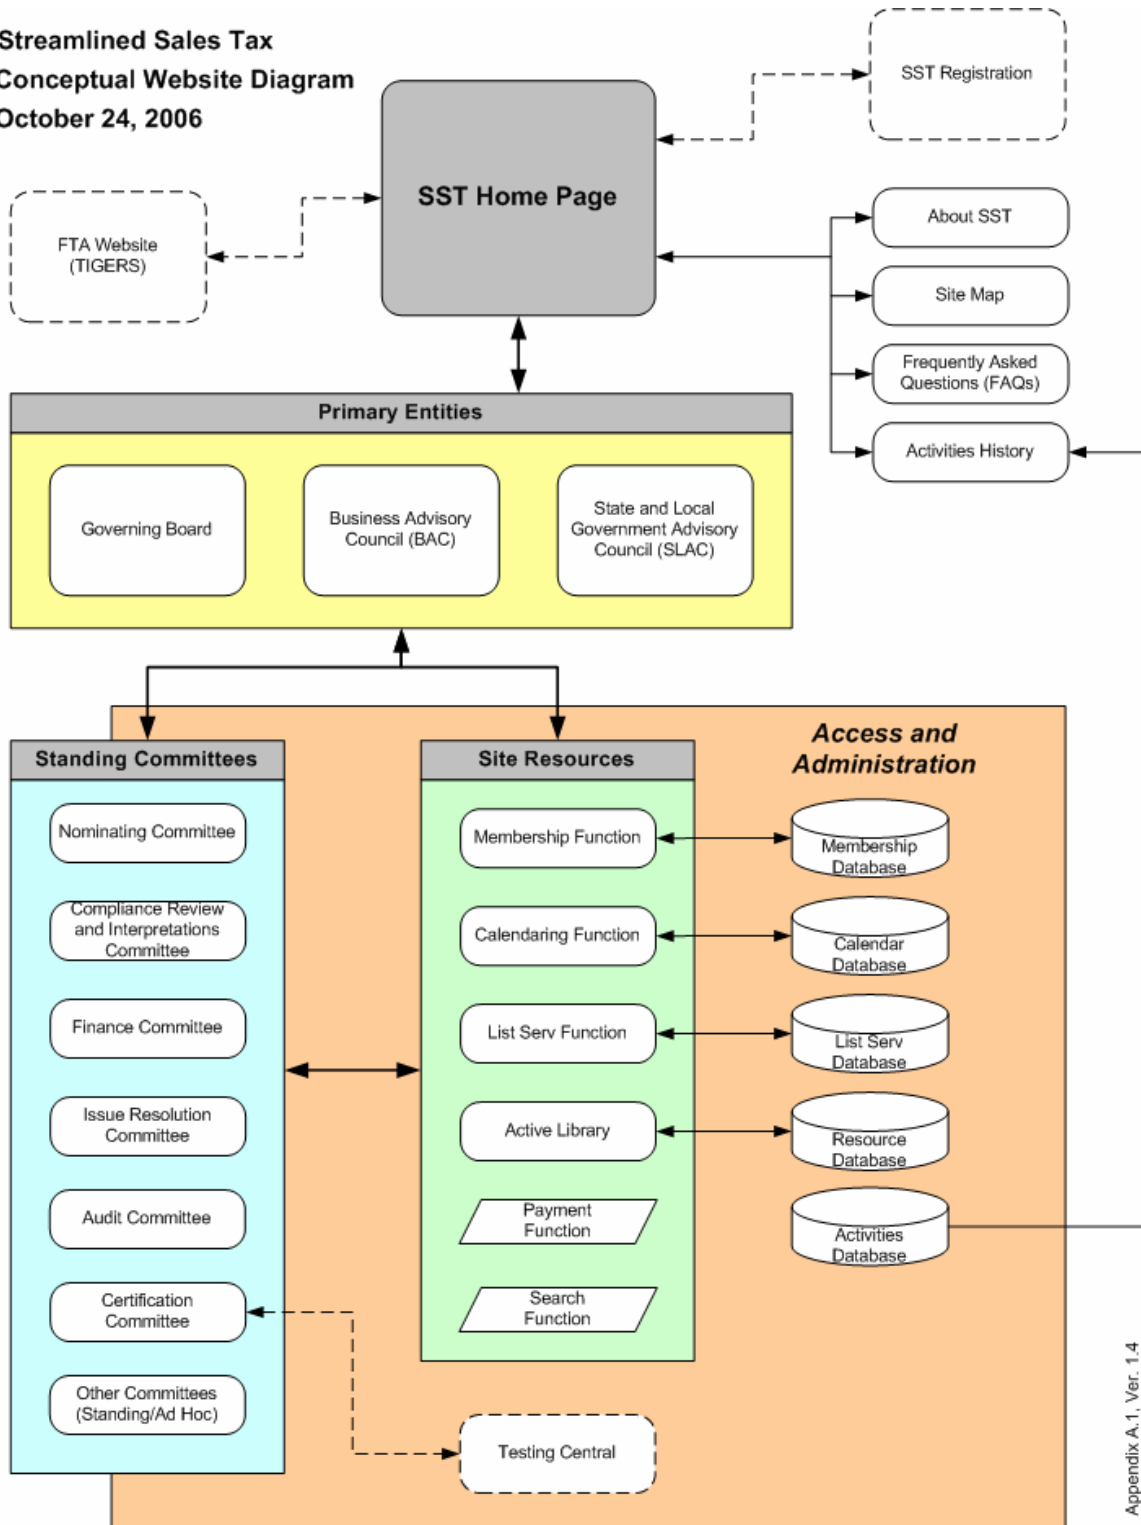 Streamlined Sales Tax
Conceptual Website Diagram
October 24, 2006
SST Registration
SST Home Page
FTA Website
(TIGERS)
About SST
Site Map
Frequently Asked
Questions (FAQs)
Activities History
Primary Entities
Governing Board
Business Advisory
Council (BAC)
State and Local
Government Advisory
Council (SLAC)
Access and
Administration
Standing Committees
Nominating Committee
Compliance Review
and Interpretations
Committee
Finance Committee
Issue Resolution
Committee
Audit Committee
Certification
Committee
Other Committees
(Standing/Ad Hoc)
Site Resources
Membership Function
Calendaring Function
List Serv Function
Active Library
Payment
Function
Search
Function
Membership
Database
Calendar
Database
List Serv
Database
Resource
Database
Activities
Database
Testing Central
Appendix A.1, Ver. 1.4